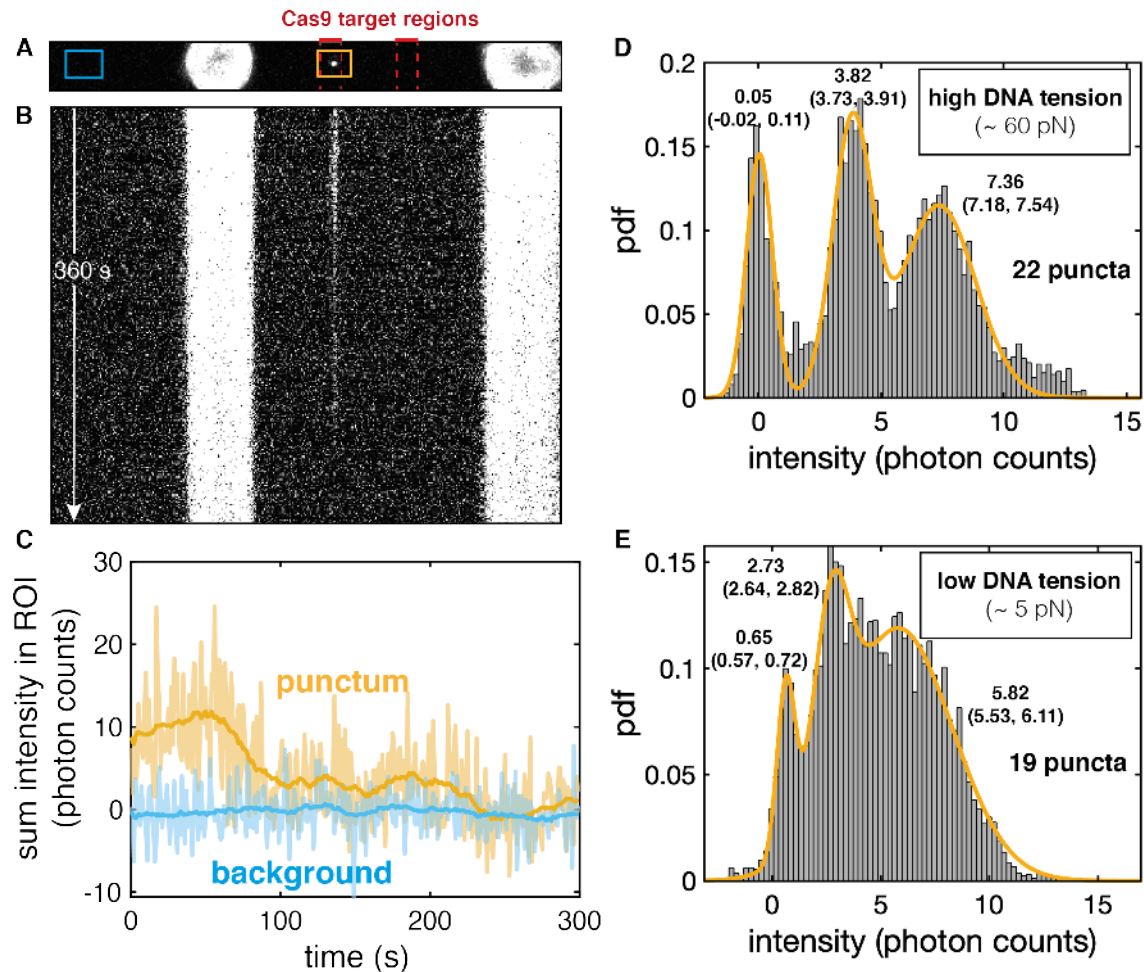 Cas9 target regions
A
B
360 s
C
30
20
10
0
-10
sum intensity in ROI
(photon counts)
punctum
background
0
100
200
300
time (s)
D
0.2
0.15
0.1
0.05
0
pdf
0.05
(-0.02, 0.11)
3.82
(3.73, 3.91)
high DNA tension
(~ 60 pN)
7.36
(7.18, 7.54)
22 puncta
0
5
10
15
intensity (photon counts)
E
0.15
0.1
0.05
0
pdf
2.73
(2.64, 2.82)
low DNA tension
(~ 5 pN)
0.65
(0.57, 0.72)
5.82
(5.53, 6.11)
19 puncta
0
5
10
15
intensity (photon counts)